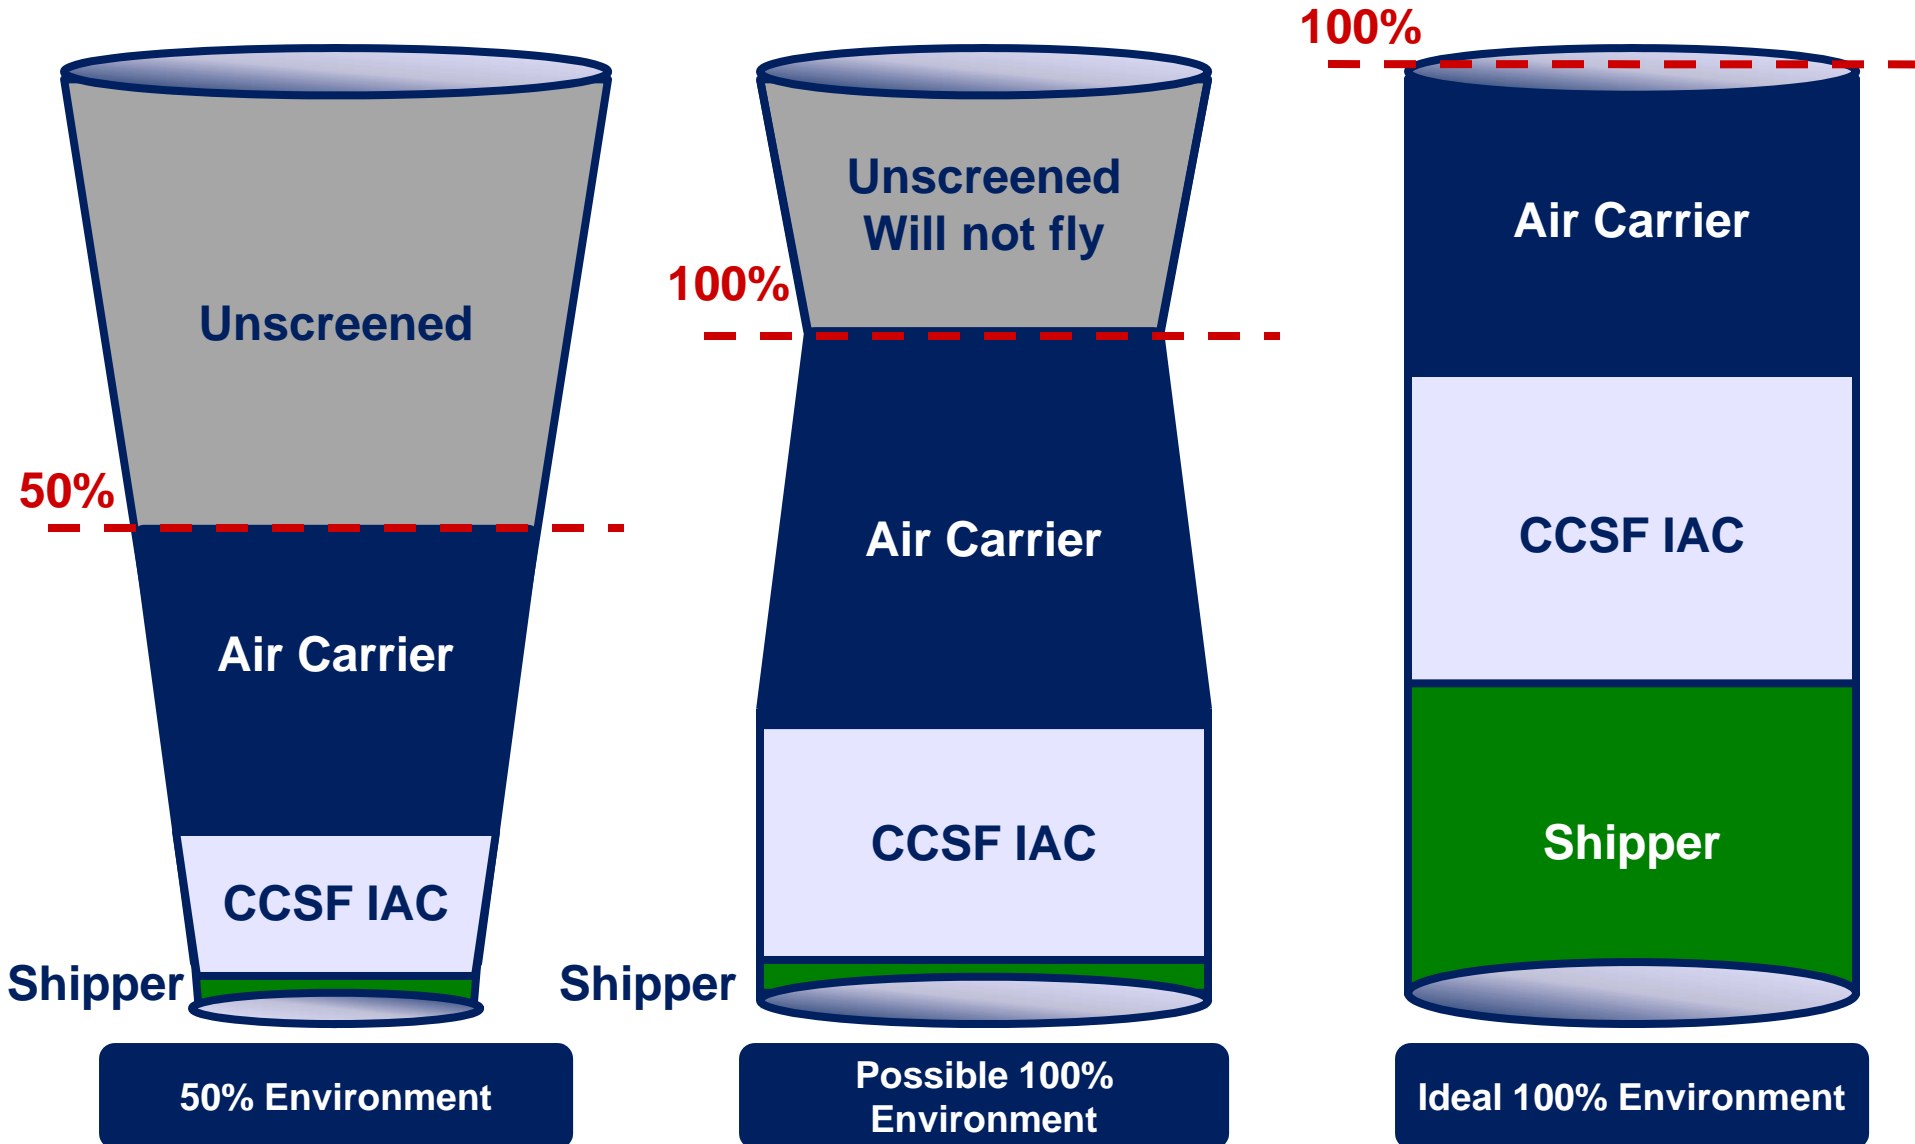 50%
Unscreened
Air Carrier
CCSF IAC
Shipper
50% Environment
100%
Unscreened
Will not fly
Air Carrier
CCSF IAC
Shipper
Possible 100%
Environment
100%
Air Carrier
CCSF IAC
Shipper
Ideal 100% Environment